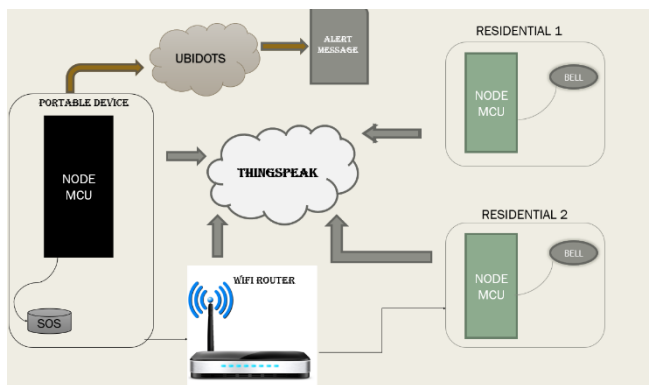 RESIDENTIAL 1
ALERT
MESSAGE
UBIDOTS
BELL
NODE
MCU
PORTABLE DEVICE
NODE
MCU
THINGSPEAK
RESIDENTIAL 2
BELL
NODE
MCU
WIFI ROUTER
SOS